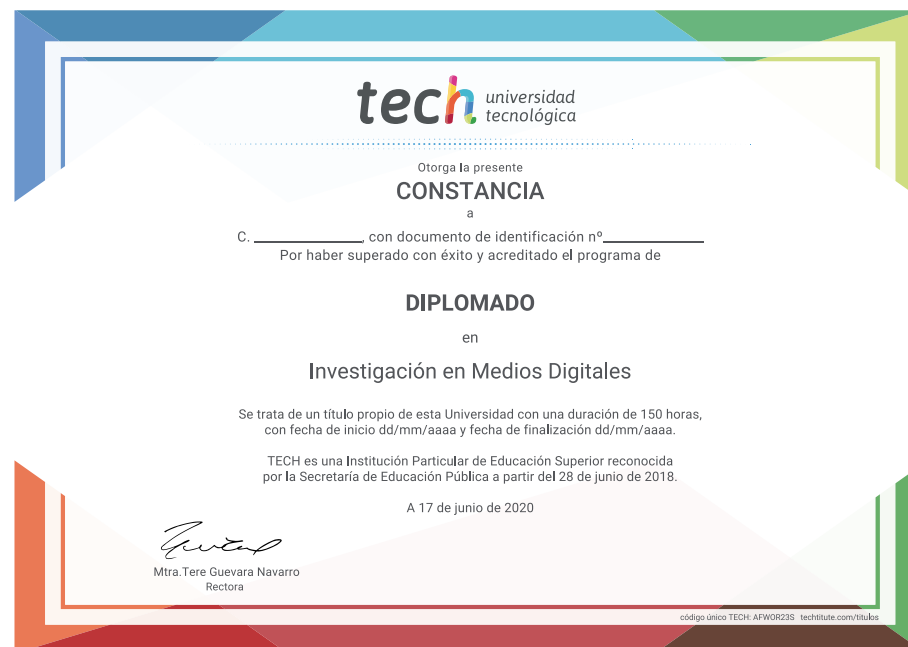 tech universidad
tecnológica
Otorga la presente
CONSTANCIA
a
C. ____________, con documento de identificación nº____________
Por haber superado con éxito y acreditado el programa de
DIPLOMADO
en
Investigación en Medios Digitales
Se trata de un título propio de esta Universidad con una duración de 150 horas,
con fecha de inicio dd/mm/aaaa y fecha de finalización dd/mm/aaaa.
TECH es una Institución Particular de Educación Superior reconocida
por la Secretaría de Educación Pública a partir del 28 de junio de 2018.
A 17 de junio de 2020
Mtra.Tere Guevara Navarro
Rectora
código único TECH: AFWOR23S techtitute.com/titulos